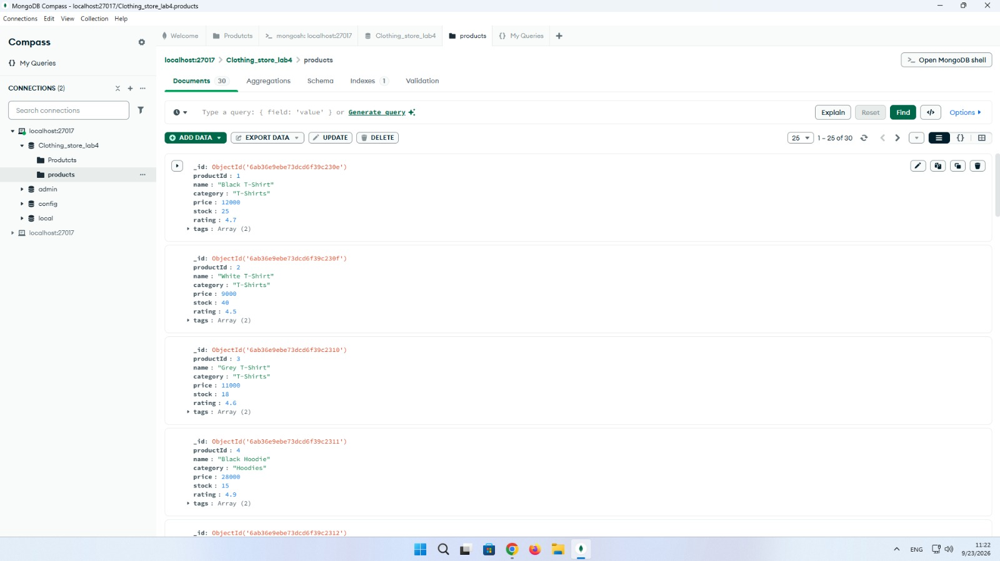 MongoDB Compass - localhost:27017/Clothing_store_lab4.products
Connections Edit View Collection Help
Compass
{} My Queries
CONNECTIONS (2)
Search connections
localhost:27017
Clothing_store_lab4
Produtcts
products
admin
config
local
localhost:27017
Welcome
Produtcts
>_ mongosh: localhost:27017
Clothing_store_lab4
products
{} My Queries
localhost:27017 > Clothing_store_lab4 > products
>_ Open MongoDB shell
Documents 30 Aggregations Schema Indexes 1 Validation
Type a query: { field: 'value' } or Generate query
Explain Reset Find </> Options
ADD DATA EXPORT DATA UPDATE DELETE
25 1 – 25 of 30 {}
_id: ObjectId('6ab36e9ebe73dcd6f39c230e')
productId : 1
name : "Black T-Shirt"
category : "T-Shirts"
price : 12000
stock : 25
rating : 4.7
tags : Array (2)
_id: ObjectId('6ab36e9ebe73dcd6f39c230f')
productId : 2
name : "White T-Shirt"
category : "T-Shirts"
price : 9000
stock : 40
rating : 4.5
tags : Array (2)
_id: ObjectId('6ab36e9ebe73dcd6f39c2310')
productId : 3
name : "Grey T-Shirt"
category : "T-Shirts"
price : 11000
stock : 18
rating : 4.6
tags : Array (2)
_id: ObjectId('6ab36e9ebe73dcd6f39c2311')
productId : 4
name : "Black Hoodie"
category : "Hoodies"
price : 28000
stock : 15
rating : 4.9
tags : Array (2)
_id: ObjectId('6ab36e9ebe73dcd6f39c2312')
ENG
11:22
9/23/2026